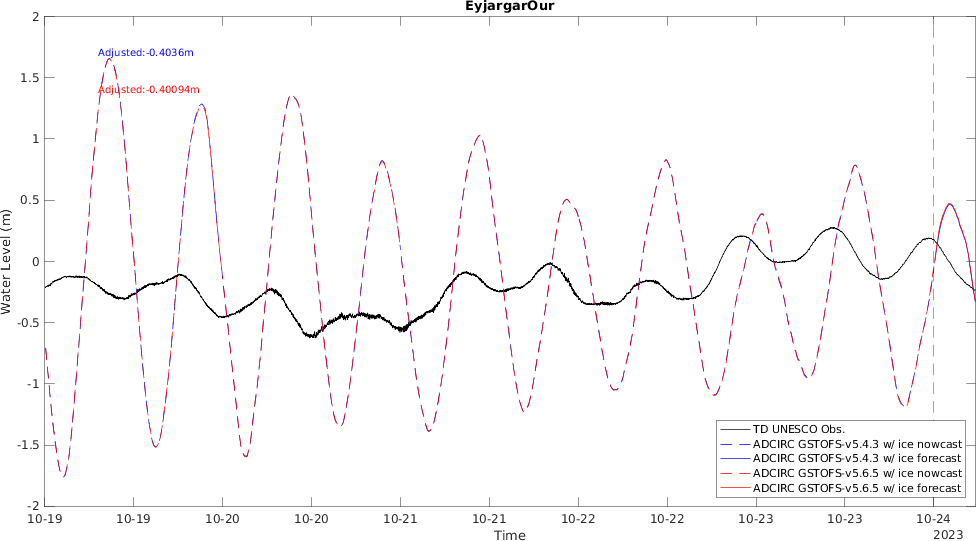 EyjargarOur
Adjusted:-0.4036m
Adjusted:-0.40094m
2
1.5
1
0.5
0
-0.5
-1
-1.5
-2
Water Level (m)
TD UNESCO Obs.
ADCIRC GSTOFS-v5.4.3 w/ ice nowcast
ADCIRC GSTOFS-v5.4.3 w/ ice forecast
ADCIRC GSTOFS-v5.6.5 w/ ice nowcast
ADCIRC GSTOFS-v5.6.5 w/ ice forecast
10-19 10-19 10-20 10-20 10-21 10-21 10-22 10-22 10-23 10-23 10-24
Time
2023